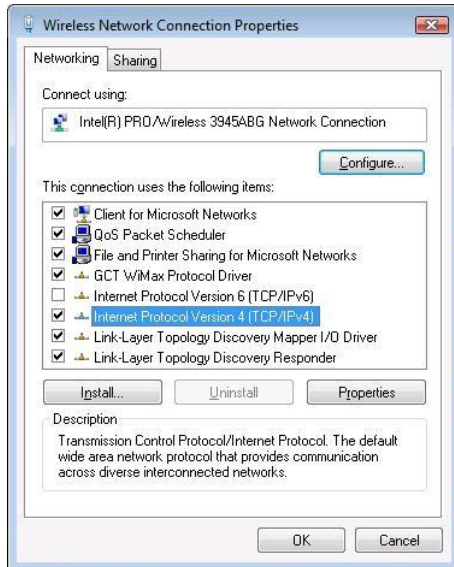 Wireless Network Connection Properties
Networking
Sharing
Connect using:
Intel(R) PRO/Wireless 3945ABG Network Connection
Configure...
This connection uses the following items:
Client for Microsoft Networks
QoS Packet Scheduler
File and Printer Sharing for Microsoft Networks
GCT WiMax Protocol Driver
Internet Protocol Version 6 (TCP/IPv6)
Internet Protocol Version 4 (TCP/IPv4)
Link-Layer Topology Discovery Mapper I/O Driver
Link-Layer Topology Discovery Responder
Install...
Uninstall
Properties
Description
Transmission Control Protocol/Internet Protocol. The default
wide area network protocol that provides communication
across diverse interconnected networks.
OK
Cancel